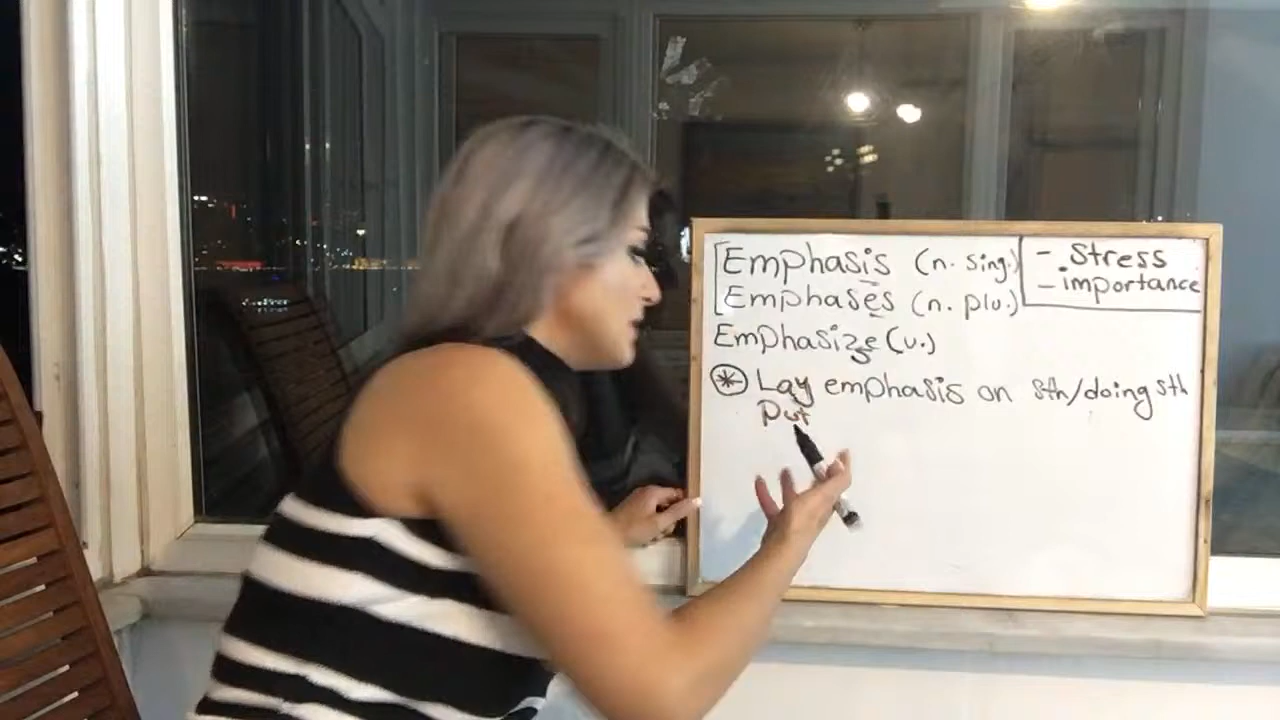 Emphasis (n. sing.)
Emphases (n. plu.)
- Stress
- importance
Emphasize (v.)
* Lay emphasis on sth/doing sth
Put